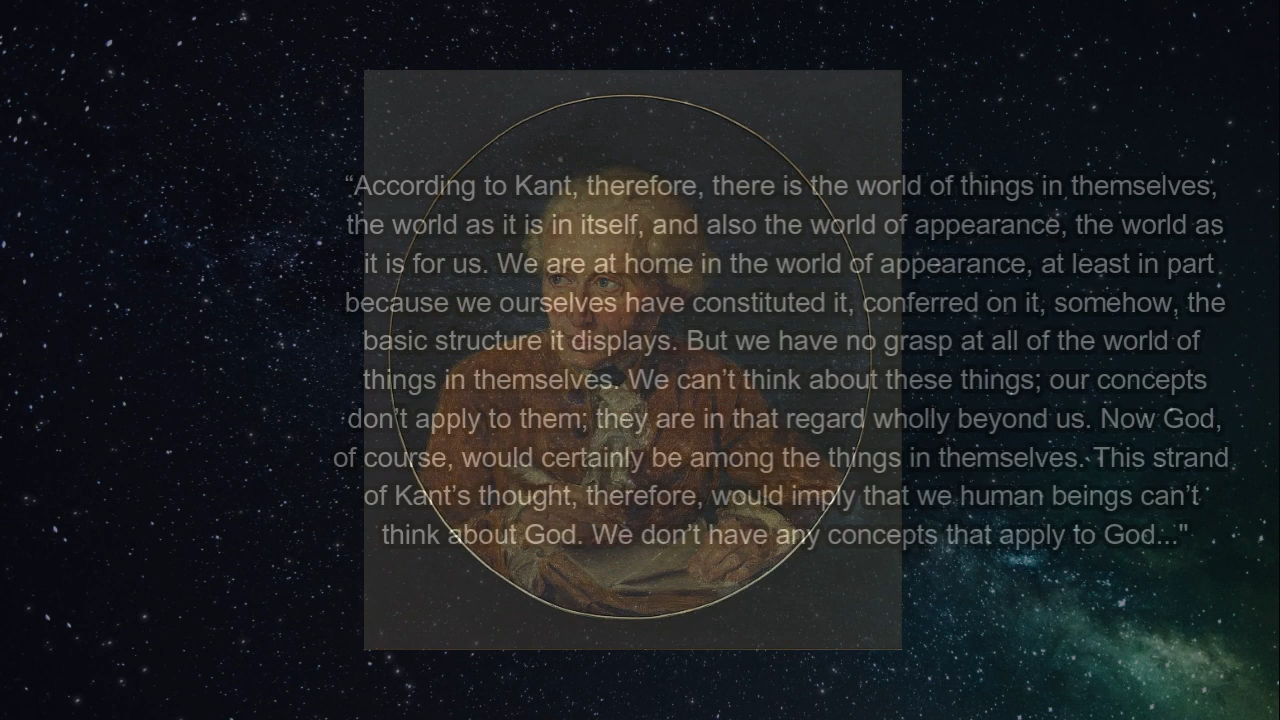 “According to Kant, therefore, there is the world of things in themselves,
the world as it is in itself, and also the world of appearance, the world as
it is for us. We are at home in the world of appearance, at least in part
because we ourselves have constituted it, conferred on it, somehow, the
basic structure it displays. But we have no grasp at all of the world of
things in themselves. We can’t think about these things; our concepts
don’t apply to them; they are in that regard wholly beyond us. Now God,
of course, would certainly be among the things in themselves. This strand
of Kant’s thought, therefore, would imply that we human beings can’t
think about God. We don’t have any concepts that apply to God..."